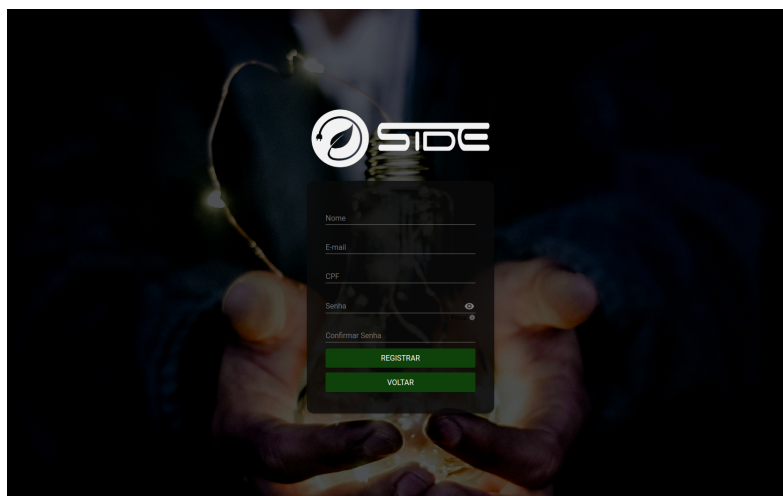 SIDE
Nome
E-mail
CPF
Senha
Confirmar Senha
REGISTRAR
VOLTAR